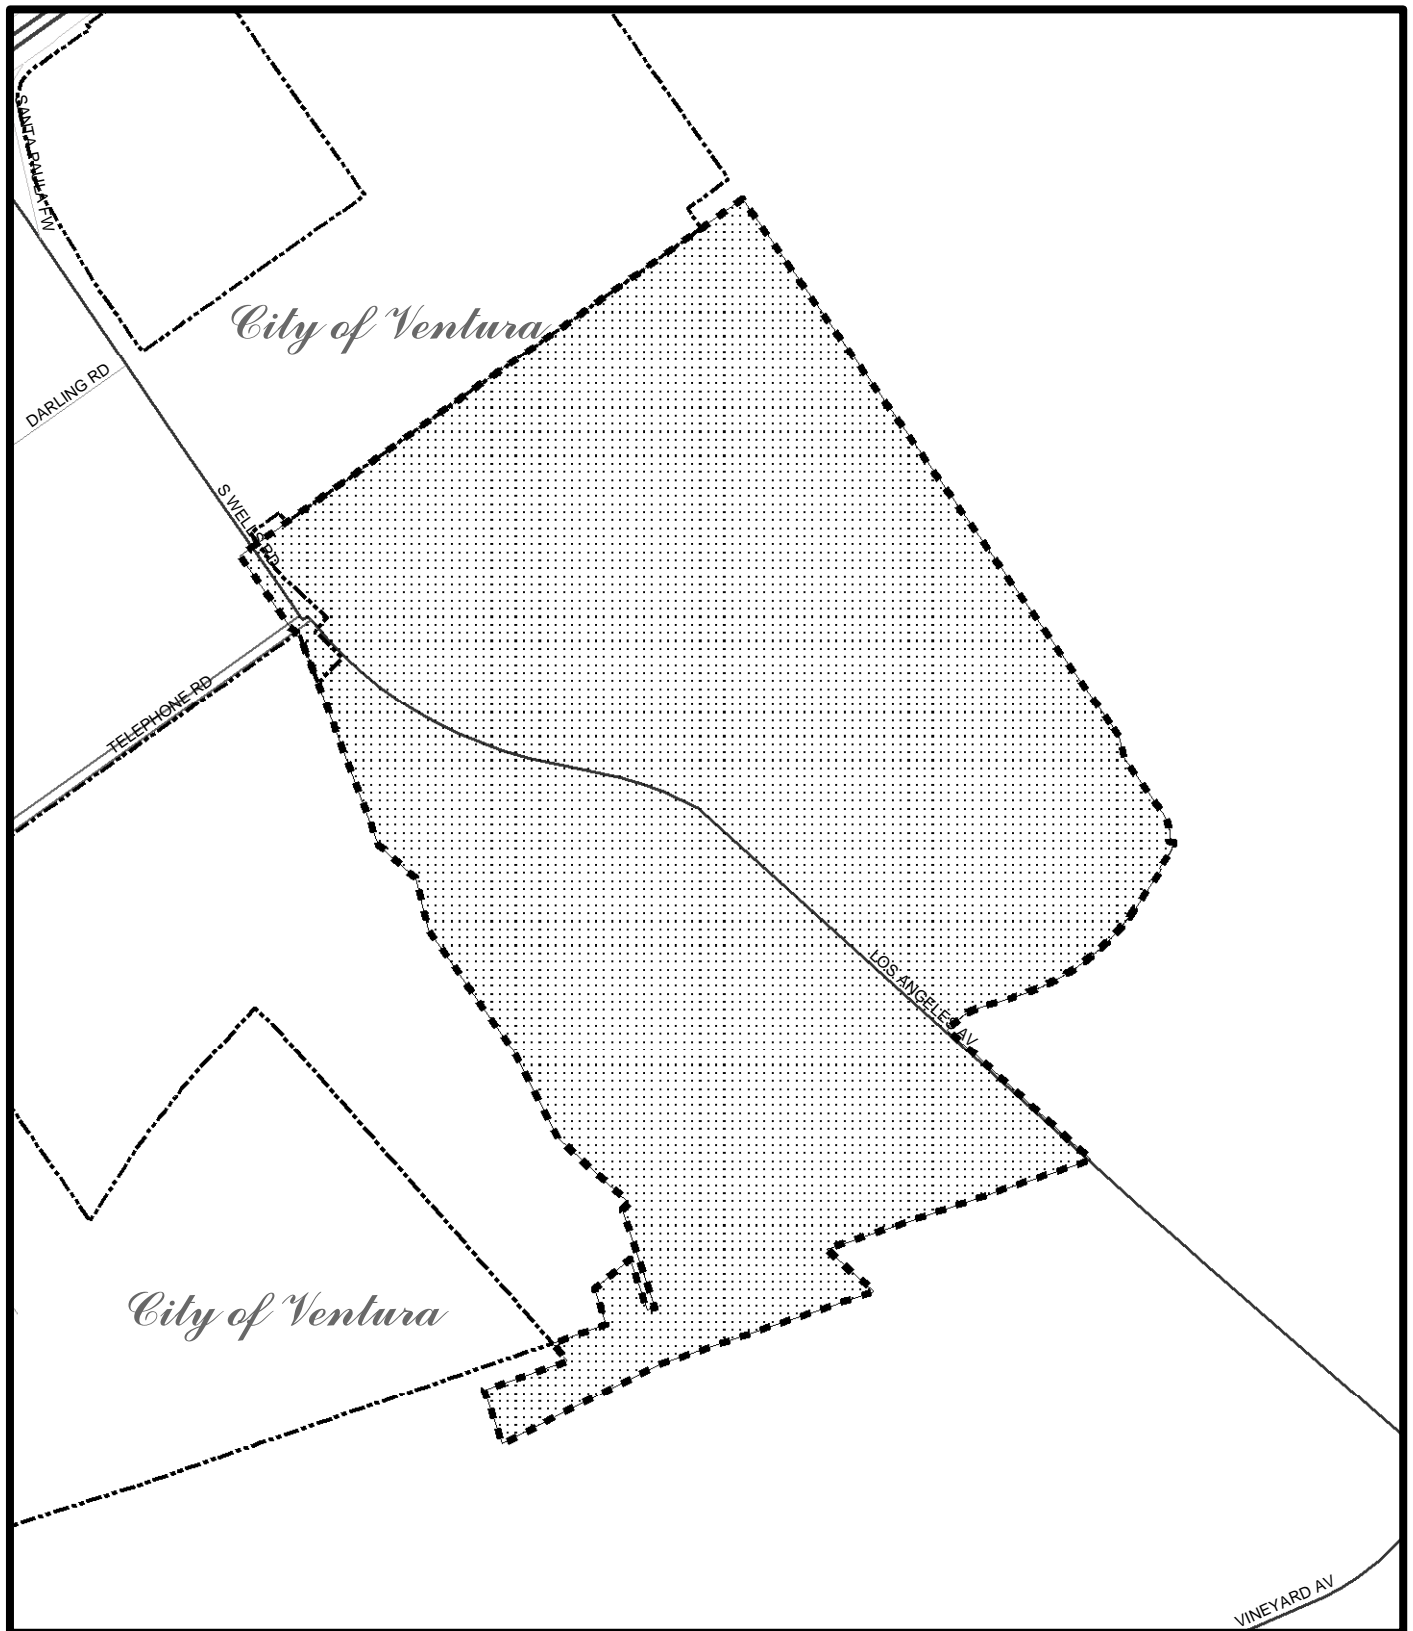 SANTA PAULA FW
City of Ventura
DARLING RD
S WELLS RD
TELEPHONE RD
LOS ANGELES AV
City of Ventura
VINEYARD AV